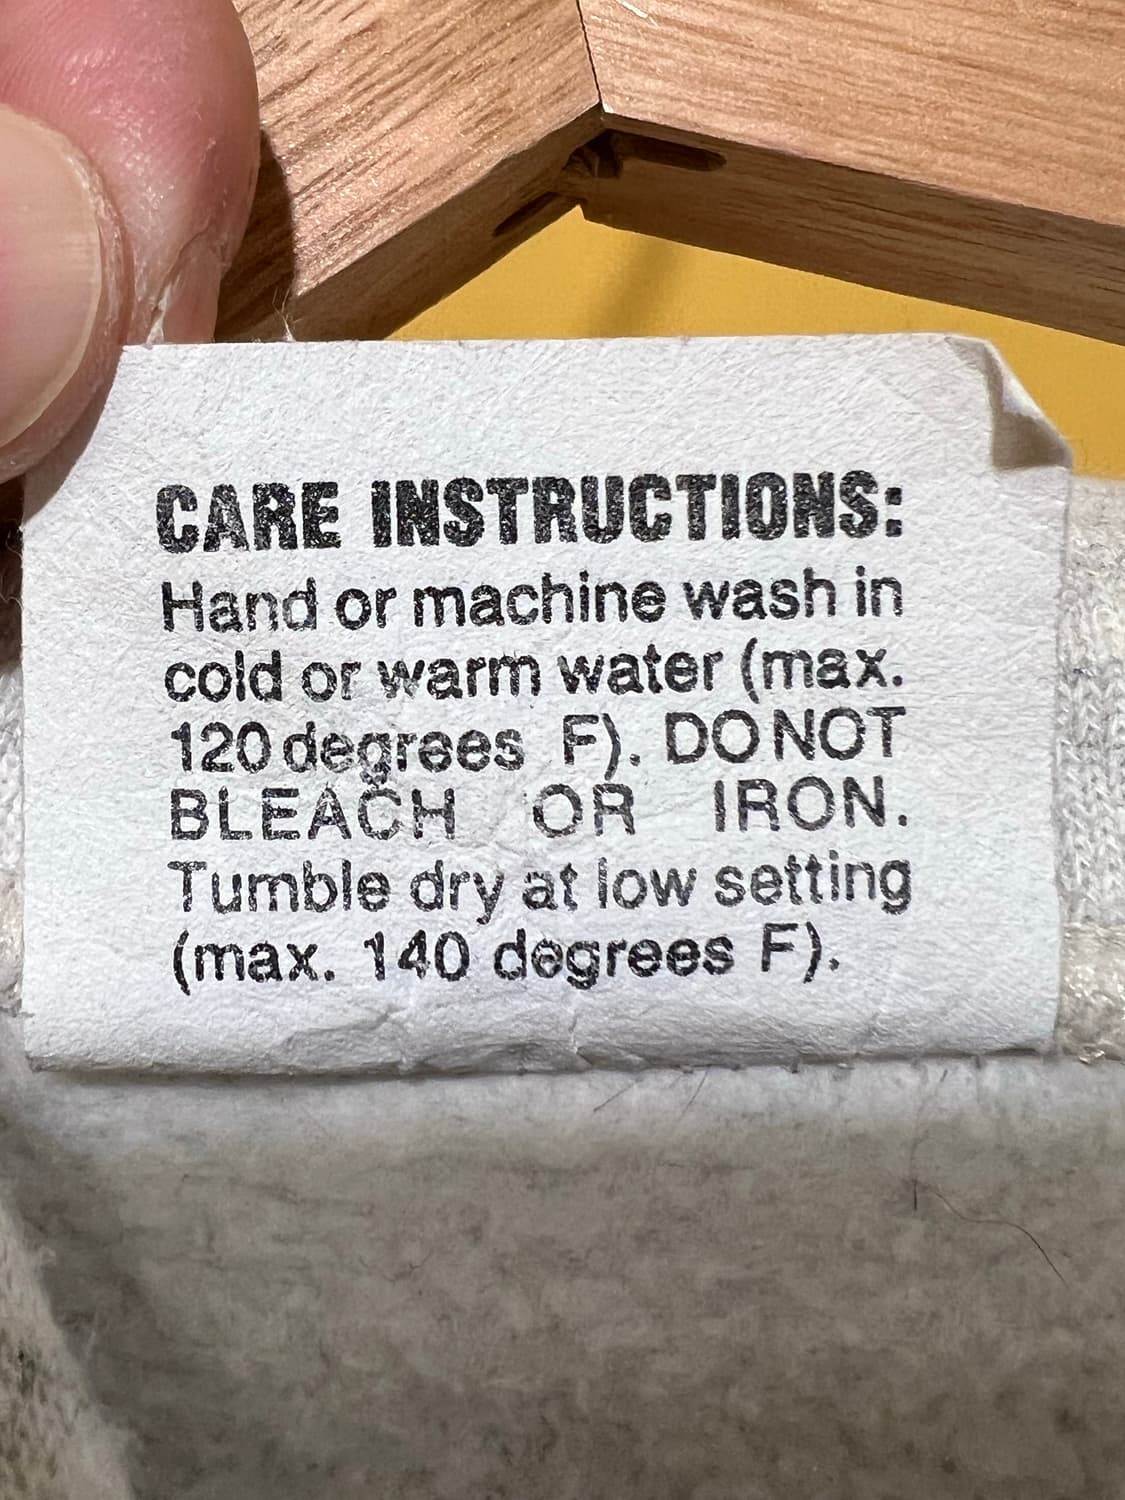 CARE INSTRUCTIONS:
Hand or machine wash in
cold or warm water (max.
120 degrees F). DO NOT
BLEACH OR IRON.
Tumble dry at low setting
(max. 140 degrees F).